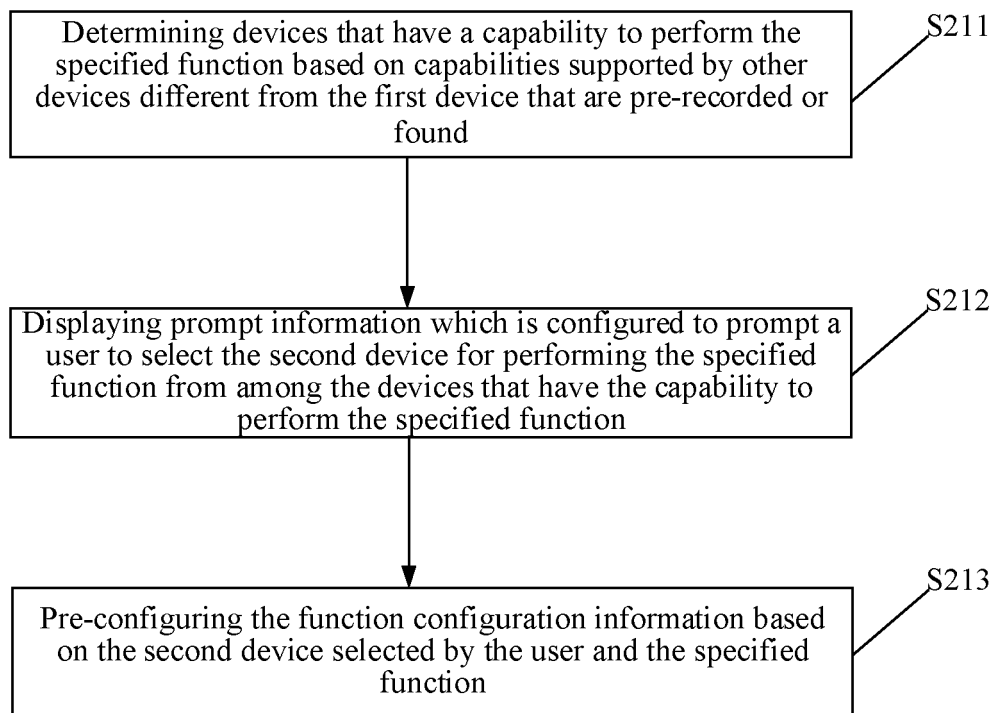 Determining devices that have a capability to perform the
specified function based on capabilities supported by other
devices different from the first device that are pre-recorded or
found
S211
Displaying prompt information which is configured to prompt a
user to select the second device for performing the specified
function from among the devices that have the capability to
perform the specified function
S212
Pre-configuring the function configuration information based
on the second device selected by the user and the specified
function
S213